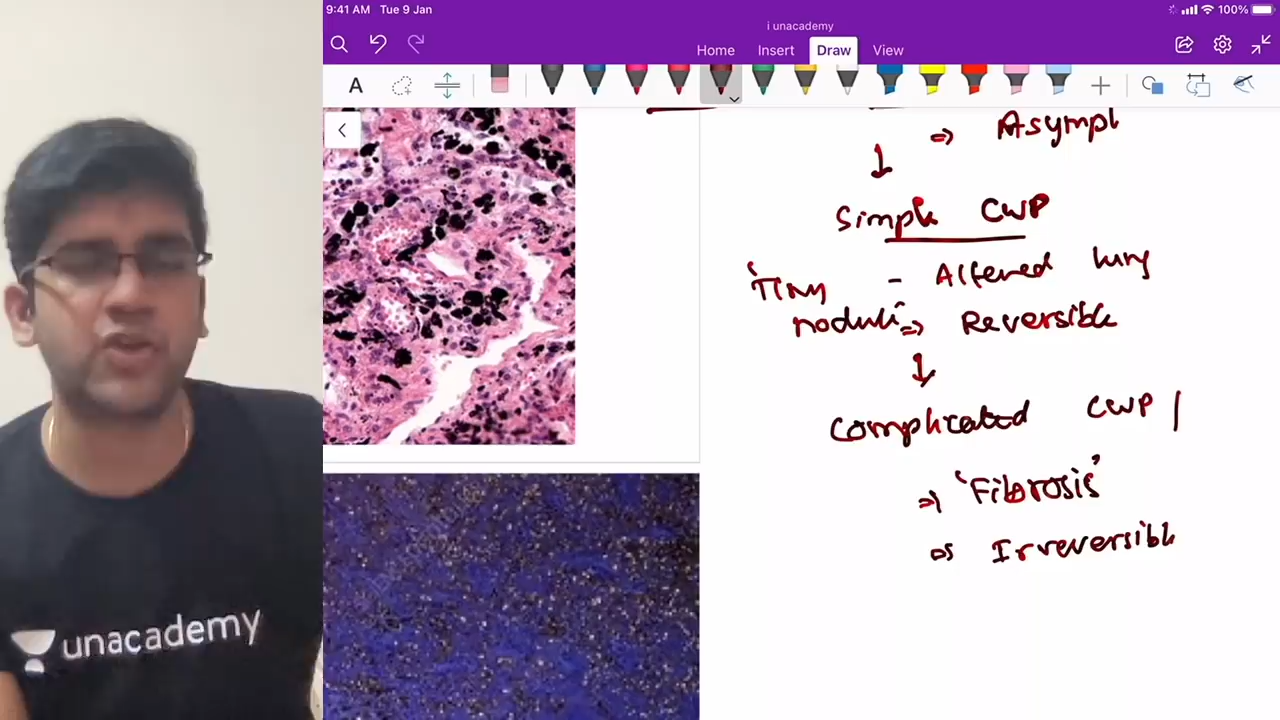 9:41 AM Tue 9 Jan
100%
i unacademy
Home Insert Draw View
A
⇒ Asympt
↓
Simple CWP
- Altered lung
'Tiny
noduli ⇒ Reversible
↓
Complicated CWP /
⇒ 'Fibrosis'
⇒ Irreversible
unacademy